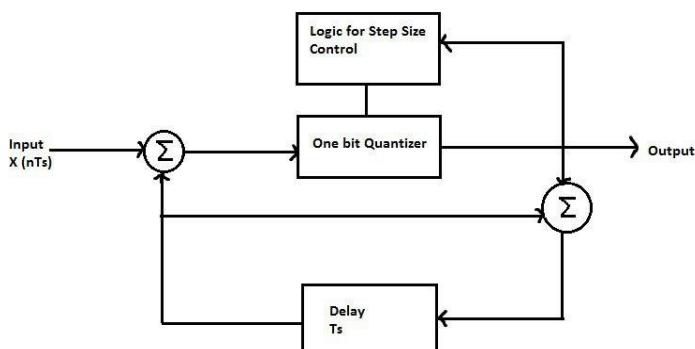 Logic for Step Size
Control
Input
X (nTs)
Σ
One bit Quantizer
Output
Σ
Delay
Ts